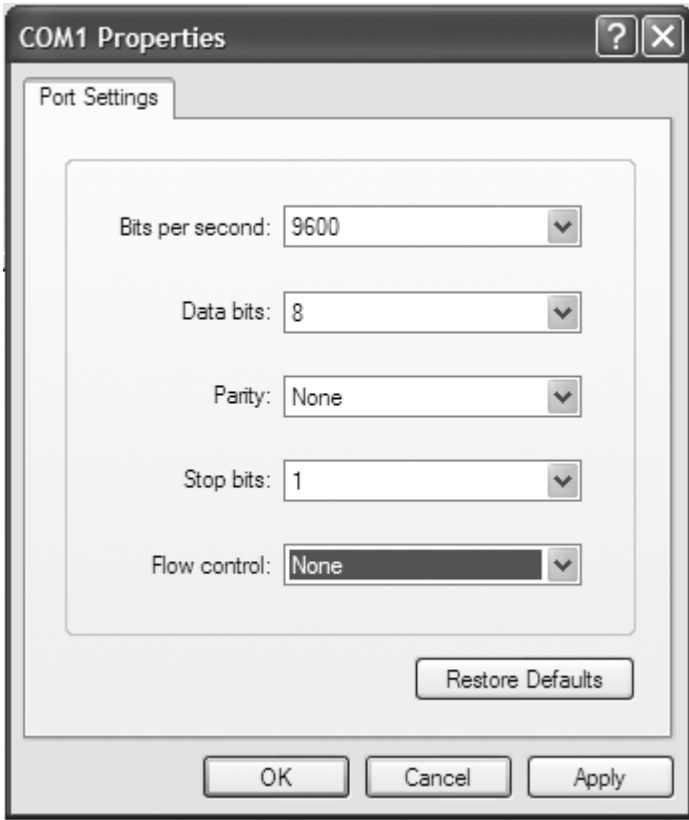 COM1 Properties
Port Settings
Bits per second: 9600
Data bits: 8
Parity: None
Stop bits: 1
Flow control: None
Restore Defaults
OK Cancel Apply